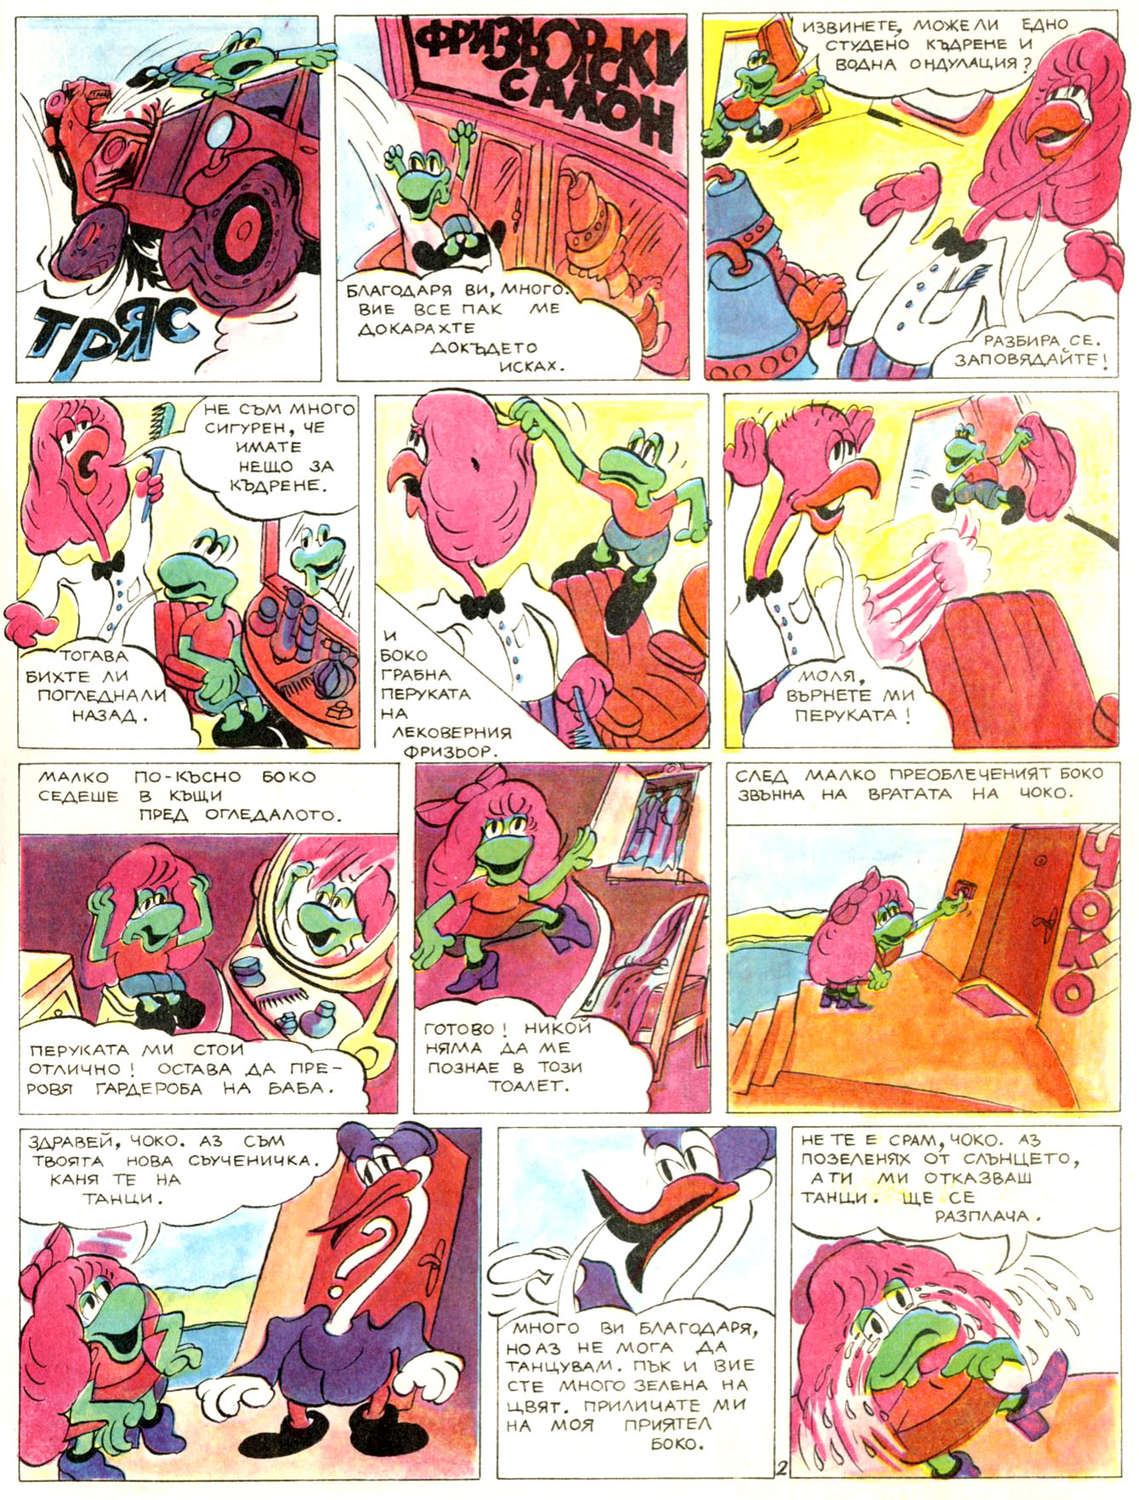 ТРЯС
ФРИЗЬОРСКИ
САЛОН
БЛАГОДАРЯ ВИ, МНОГО.
ВИЕ ВСЕ ПАК МЕ
ДОКАРАХТЕ
ДОКЪДЕТО
ИСКАХ.
ИЗВИНЕТЕ, МОЖЕ ЛИ ЕДНО
СТУДЕНО КЪДРЕНЕ И
ВОДНА ОНДУЛАЦИЯ?
РАЗБИРА СЕ.
ЗАПОВЯДАЙТЕ!
НЕ СЪМ МНОГО
СИГУРЕН, ЧЕ
ИМАТЕ
НЕЩО ЗА
КЪДРЕНЕ.
ТОГАВА
БИХТЕ ЛИ
ПОГЛЕДНАЛИ
НАЗАД.
И
БОКО
ГРАБНА
ПЕРУКАТА
НА
ЛЕКОВЕРНИЯ
ФРИЗЬОР.
МОЛЯ,
ВЪРНЕТЕ МИ
ПЕРУКАТА!
МАЛКО ПО-КЪСНО БОКО
СЕДЕШЕ В КЪЩИ
ПРЕД ОГЛЕДАЛОТО.
ПЕРУКАТА МИ СТОИ
ОТЛИЧНО! ОСТАВА ДА ПРЕ-
РОВЯ ГАРДЕРОБА НА БАБА.
ГОТОВО! НИКОЙ
НЯМА ДА МЕ
ПОЗНАЕ В ТОЗИ
ТОАЛЕТ.
СЛЕД МАЛКО ПРЕОБЛЕЧЕНИЯТ БОКО
ЗВЪННА НА ВРАТАТА НА ЧОКО.
ЧОКО
ЗДРАВЕЙ, ЧОКО. АЗ СЪМ
ТВОЯТА НОВА СЪУЧЕНИЧКА.
КАНЯ ТЕ НА
ТАНЦИ.
?
МНОГО ВИ БЛАГОДАРЯ,
НО АЗ НЕ МОГА ДА
ТАНЦУВАМ. ПЪК И ВИЕ
СТЕ МНОГО ЗЕЛЕНА НА
ЦВЯТ. ПРИЛИЧАТЕ МИ
НА МОЯ ПРИЯТЕЛ
БОКО.
2
НЕ ТЕ Е СРАМ, ЧОКО. АЗ
ПОЗЕЛЕНЯХ ОТ СЛЪНЦЕТО,
А ТИ МИ ОТКАЗВАШ
ТАНЦИ. ЩЕ СЕ
РАЗПЛАЧА.